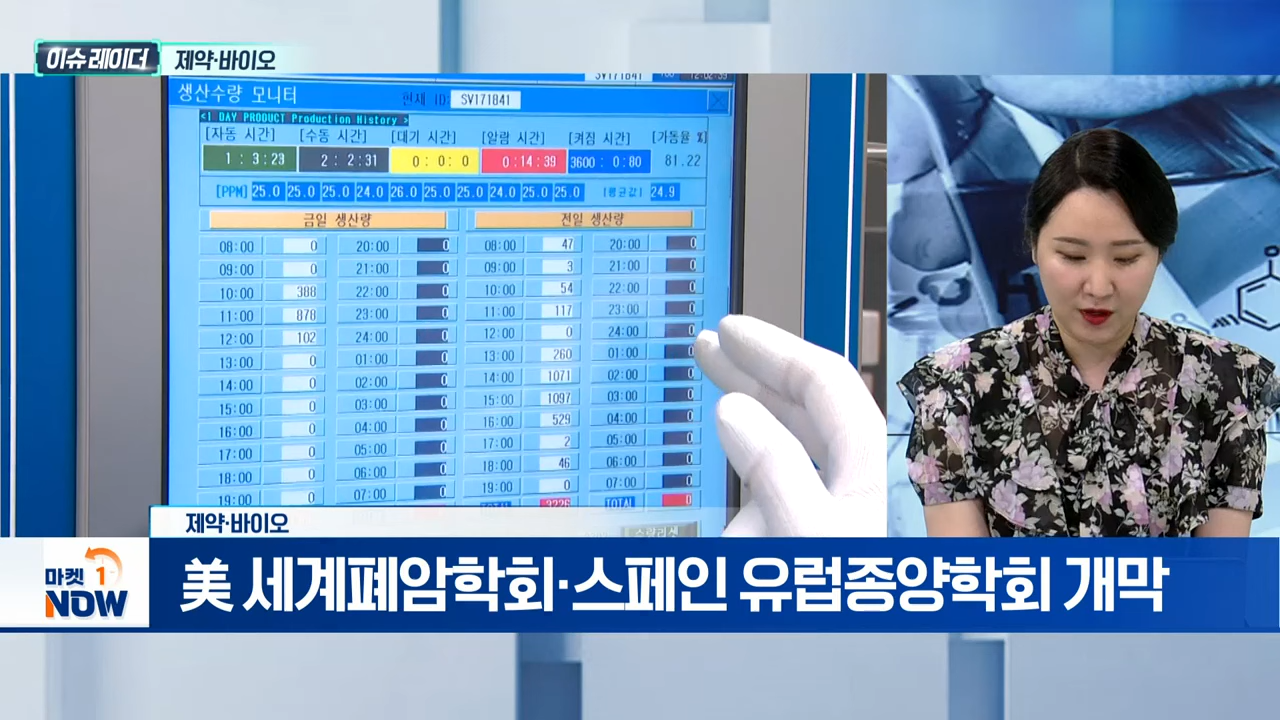 이슈 레이더 제약·바이오
SV171841
생산수량 모니터 현재 ID: SV171841
<1 DAY PRODUCT Production History >
[자동 시간] [수동 시간] [대기 시간] [알람 시간] [켜짐 시간] [가동율 %]
1 : 3 : 23 2 : 2 : 31 0 : 0 : 0 0 : 14 : 39 3600 : 0 : 80 81.22
[PPM] 25.0 25.0 25.0 24.0 26.0 25.0 25.0 24.0 25.0 25.0 [평균값] 24.9
금일 생산량 전일 생산량
08:00 0 20:00 0 08:00 47 20:00 0
09:00 0 21:00 0 09:00 3 21:00 0
10:00 388 22:00 0 10:00 54 22:00 0
11:00 878 23:00 0 11:00 117 23:00 0
12:00 102 24:00 0 12:00 0 24:00 0
13:00 0 01:00 0 13:00 260 01:00 0
14:00 0 02:00 0 14:00 1071 02:00 0
15:00 0 03:00 0 15:00 1097 03:00 0
16:00 0 04:00 0 16:00 529 04:00 0
17:00 0 05:00 0 17:00 2 05:00 0
18:00 0 06:00 0 18:00 46 06:00 0
19:00 0 07:00 0 19:00 0 07:00 0
TOTAL 3226 TOTAL 0
제약·바이오
마켓 1
NOW
美 세계폐암학회·스페인 유럽종양학회 개막